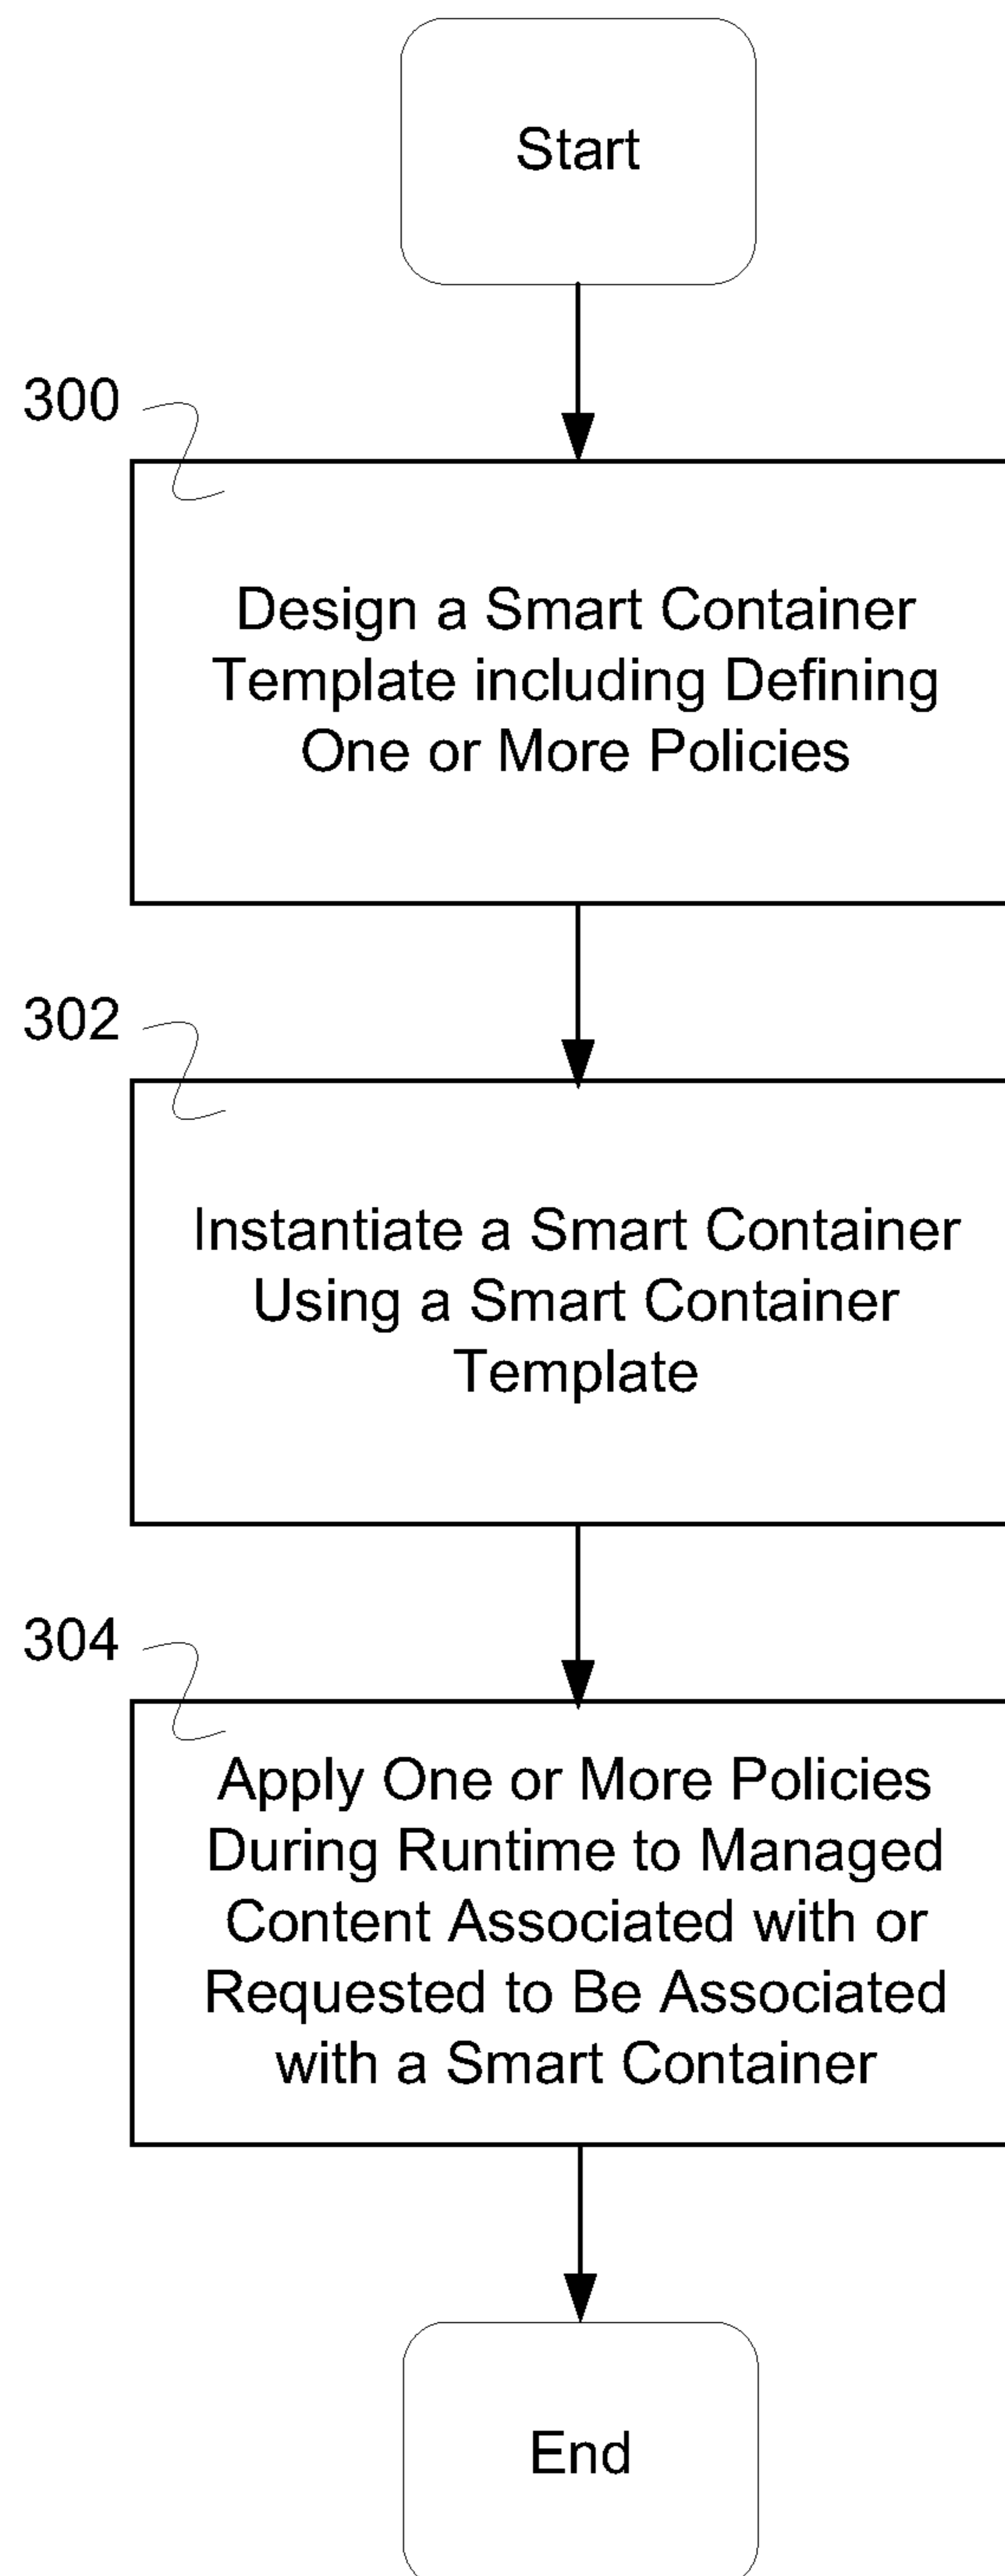 Start
300
Design a Smart Container
Template including Defining
One or More Policies
302
Instantiate a Smart Container
Using a Smart Container
Template
304
Apply One or More Policies
During Runtime to Managed
Content Associated with or
Requested to Be Associated
with a Smart Container
End